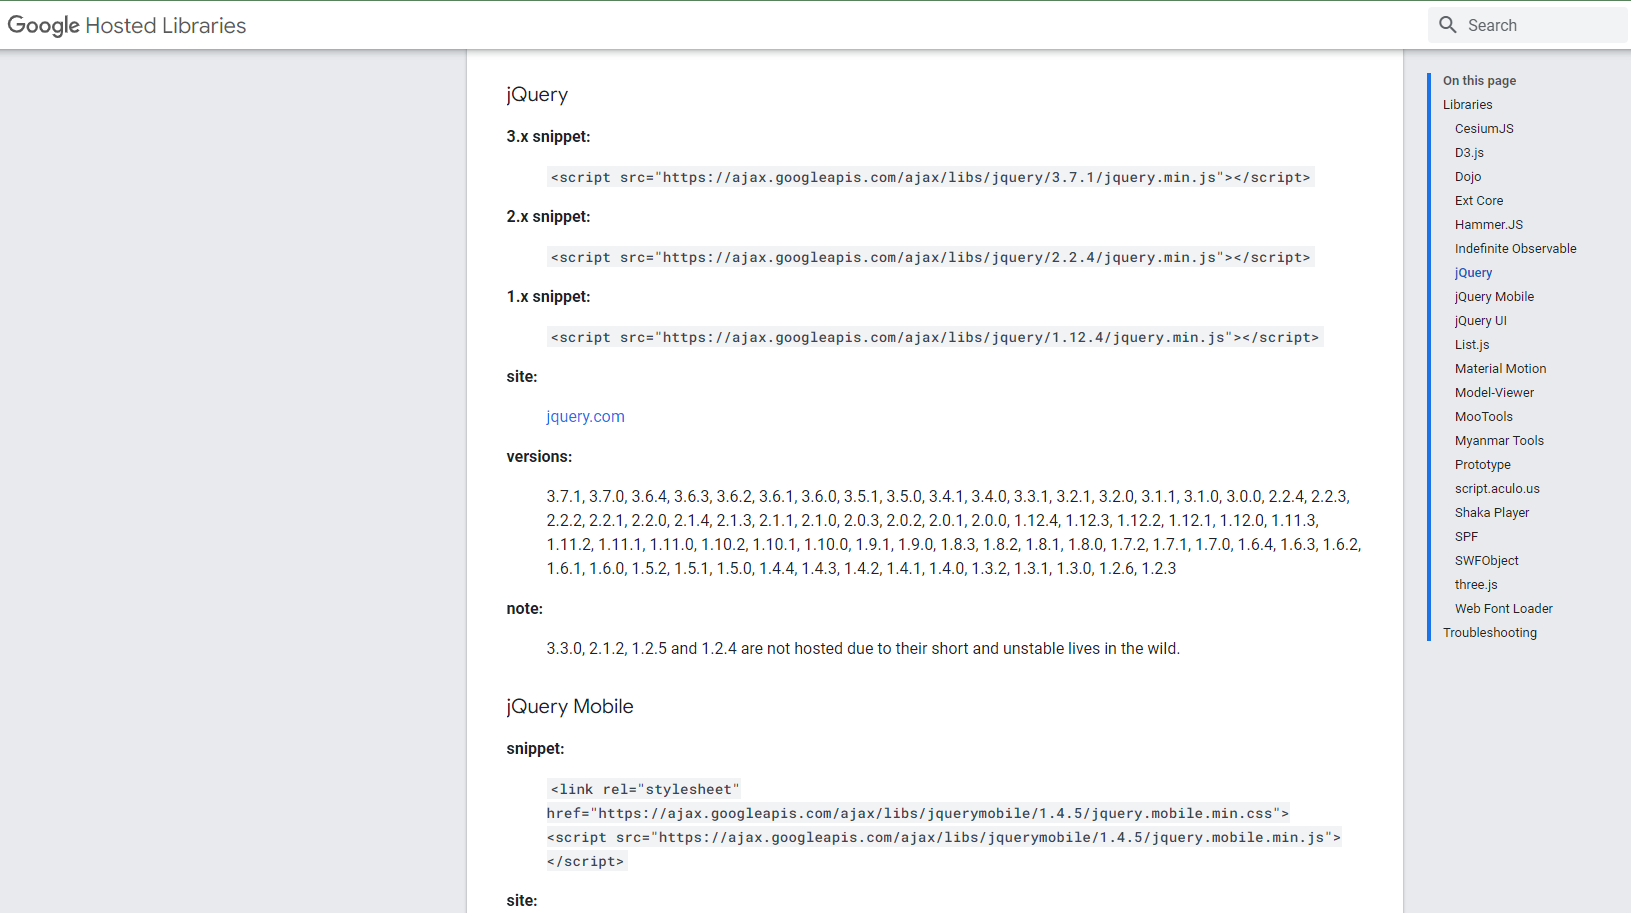 Google Hosted Libraries
Search
jQuery
3.x snippet:
<script src="https://ajax.googleapis.com/ajax/libs/jquery/3.7.1/jquery.min.js"></script>
2.x snippet:
<script src="https://ajax.googleapis.com/ajax/libs/jquery/2.2.4/jquery.min.js"></script>
1.x snippet:
<script src="https://ajax.googleapis.com/ajax/libs/jquery/1.12.4/jquery.min.js"></script>
site:
jquery.com
versions:
3.7.1, 3.7.0, 3.6.4, 3.6.3, 3.6.2, 3.6.1, 3.6.0, 3.5.1, 3.5.0, 3.4.1, 3.4.0, 3.3.1, 3.2.1, 3.2.0, 3.1.1, 3.1.0, 3.0.0, 2.2.4, 2.2.3,
2.2.2, 2.2.1, 2.2.0, 2.1.4, 2.1.3, 2.1.1, 2.1.0, 2.0.3, 2.0.2, 2.0.1, 2.0.0, 1.12.4, 1.12.3, 1.12.2, 1.12.1, 1.12.0, 1.11.3,
1.11.2, 1.11.1, 1.11.0, 1.10.2, 1.10.1, 1.10.0, 1.9.1, 1.9.0, 1.8.3, 1.8.2, 1.8.1, 1.8.0, 1.7.2, 1.7.1, 1.7.0, 1.6.4, 1.6.3, 1.6.2,
1.6.1, 1.6.0, 1.5.2, 1.5.1, 1.5.0, 1.4.4, 1.4.3, 1.4.2, 1.4.1, 1.4.0, 1.3.2, 1.3.1, 1.3.0, 1.2.6, 1.2.3
note:
3.3.0, 2.1.2, 1.2.5 and 1.2.4 are not hosted due to their short and unstable lives in the wild.
jQuery Mobile
snippet:
<link rel="stylesheet"
href="https://ajax.googleapis.com/ajax/libs/jquerymobile/1.4.5/jquery.mobile.min.css">
<script src="https://ajax.googleapis.com/ajax/libs/jquerymobile/1.4.5/jquery.mobile.min.js">
</script>
site:
On this page
Libraries
CesiumJS
D3.js
Dojo
Ext Core
Hammer.JS
Indefinite Observable
jQuery
jQuery Mobile
jQuery UI
List.js
Material Motion
Model-Viewer
MooTools
Myanmar Tools
Prototype
script.aculo.us
Shaka Player
SPF
SWFObject
three.js
Web Font Loader
Troubleshooting